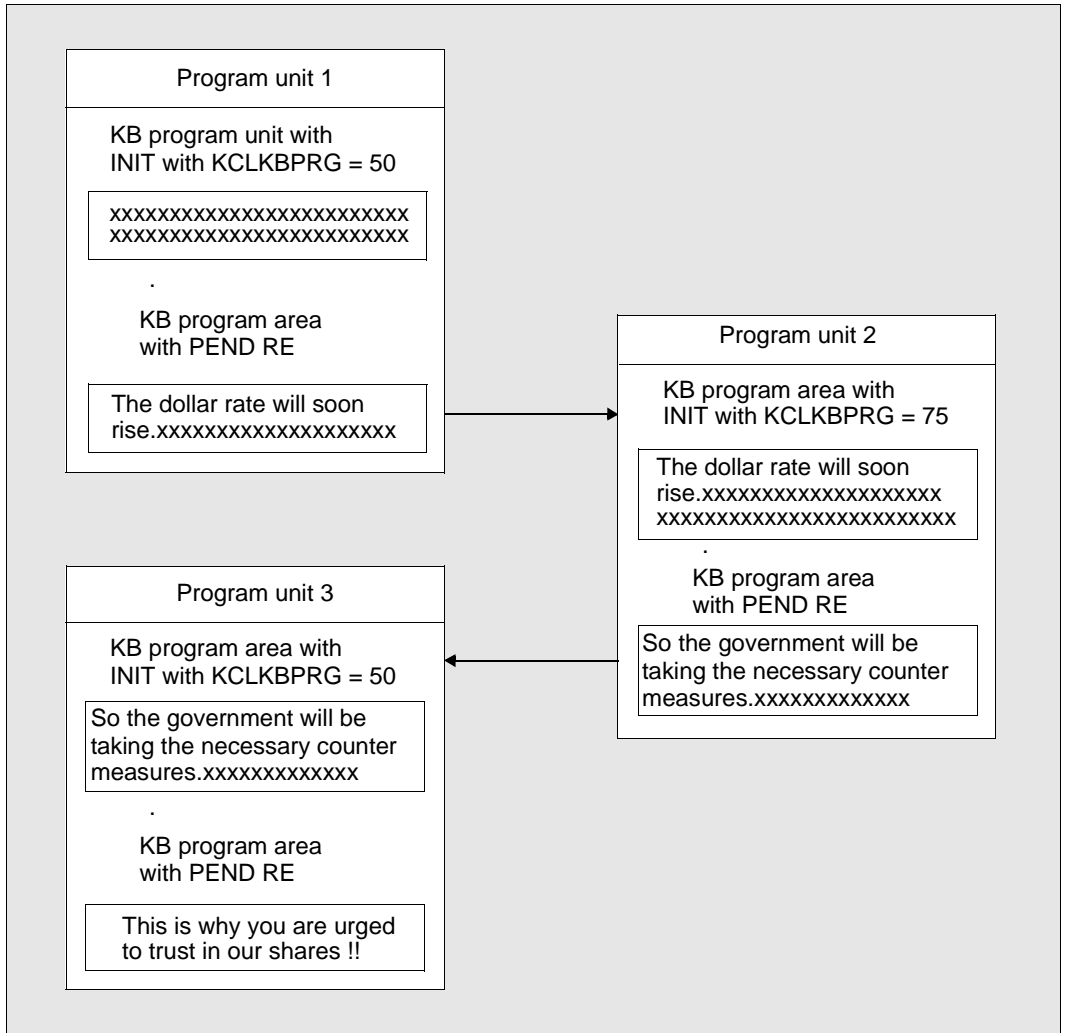 Program unit 1
KB program unit with
INIT with KCLKBPRG = 50
xxxxxxxxxxxxxxxxxxxxxxxxx
xxxxxxxxxxxxxxxxxxxxxxxxx
.
KB program area
with PEND RE
The dollar rate will soon
rise.xxxxxxxxxxxxxxxxxxxx
Program unit 2
KB program area with
INIT with KCLKBPRG = 75
The dollar rate will soon
rise.xxxxxxxxxxxxxxxxxxxx
xxxxxxxxxxxxxxxxxxxxxxxxx
.
KB program area
with PEND RE
So the government will be
taking the necessary counter
measures.xxxxxxxxxxxxx
Program unit 3
KB program area with
INIT with KCLKBPRG = 50
So the government will be
taking the necessary counter
measures.xxxxxxxxxxxxx
.
KB program area
with PEND RE
This is why you are urged
to trust in our shares !!